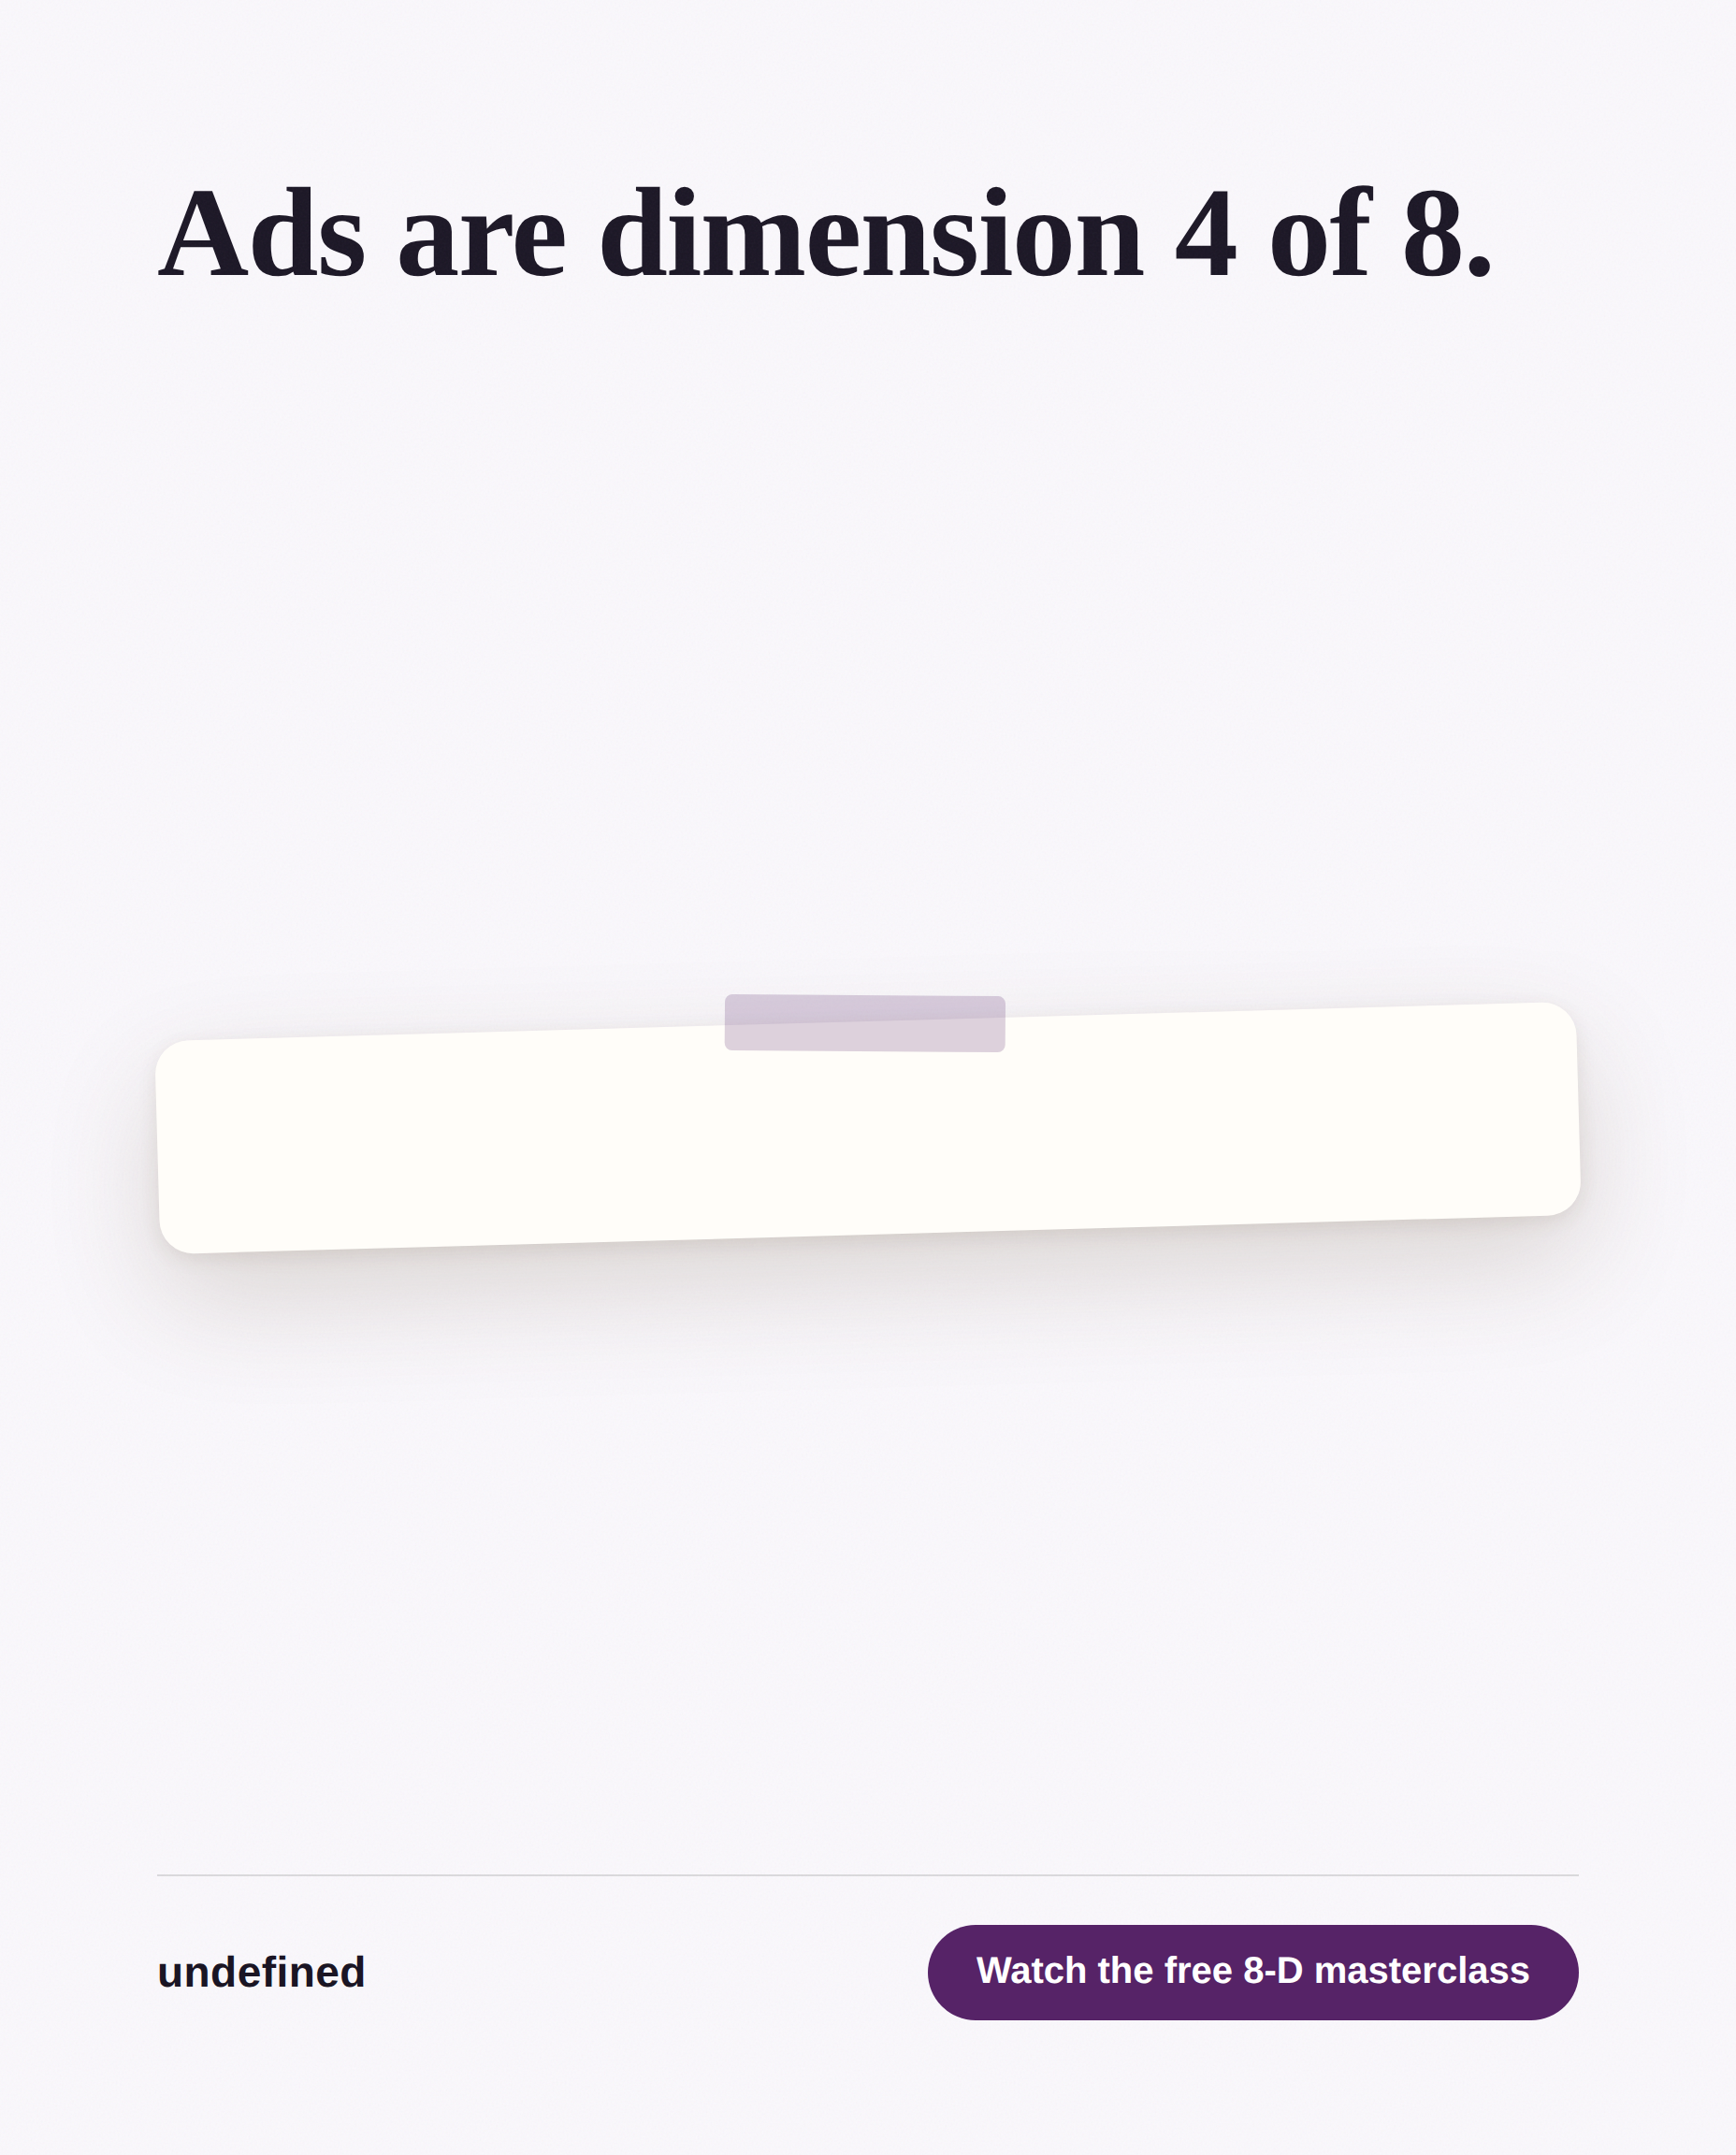 Ads are dimension 4 of 8.
undefined
Watch the free 8-D masterclass